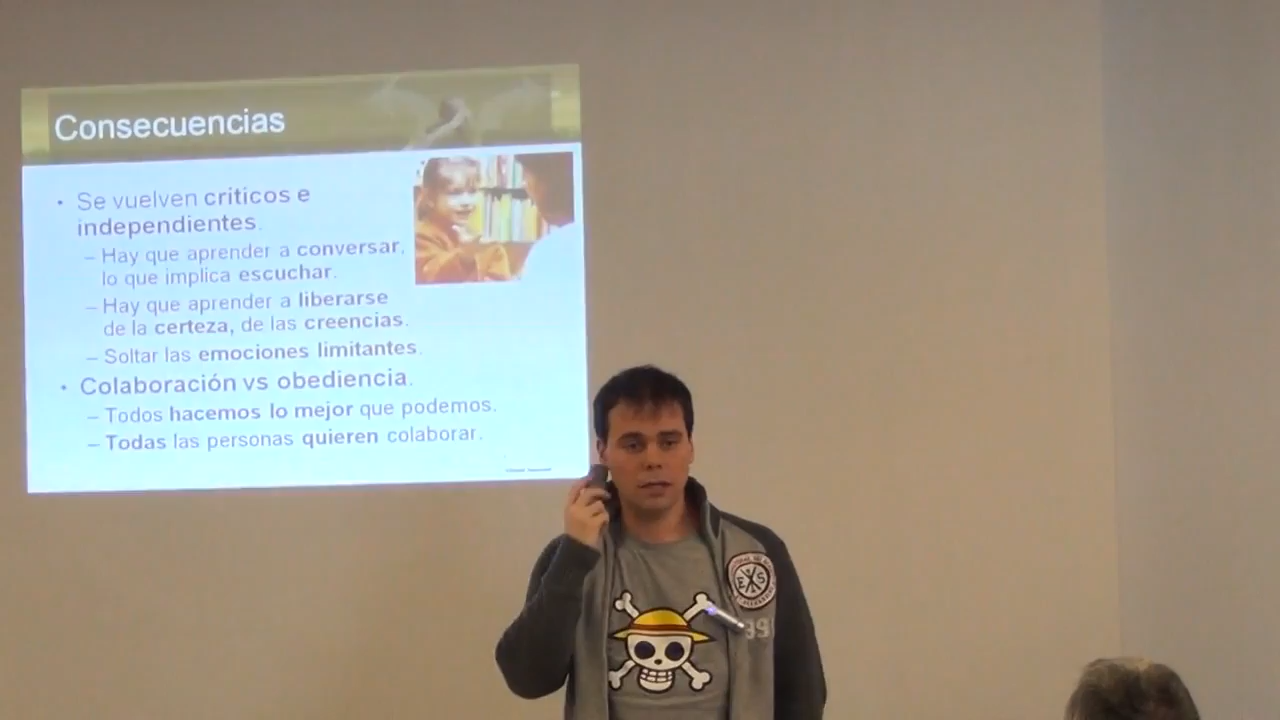 Consecuencias
• Se vuelven criticos e
independientes.
– Hay que aprender a conversar,
lo que implica escuchar.
– Hay que aprender a liberarse
de la certeza, de las creencias.
– Soltar las emociones limitantes.
• Colaboración vs obediencia.
– Todos hacemos lo mejor que podemos.
– Todas las personas quieren colaborar.
E S
99